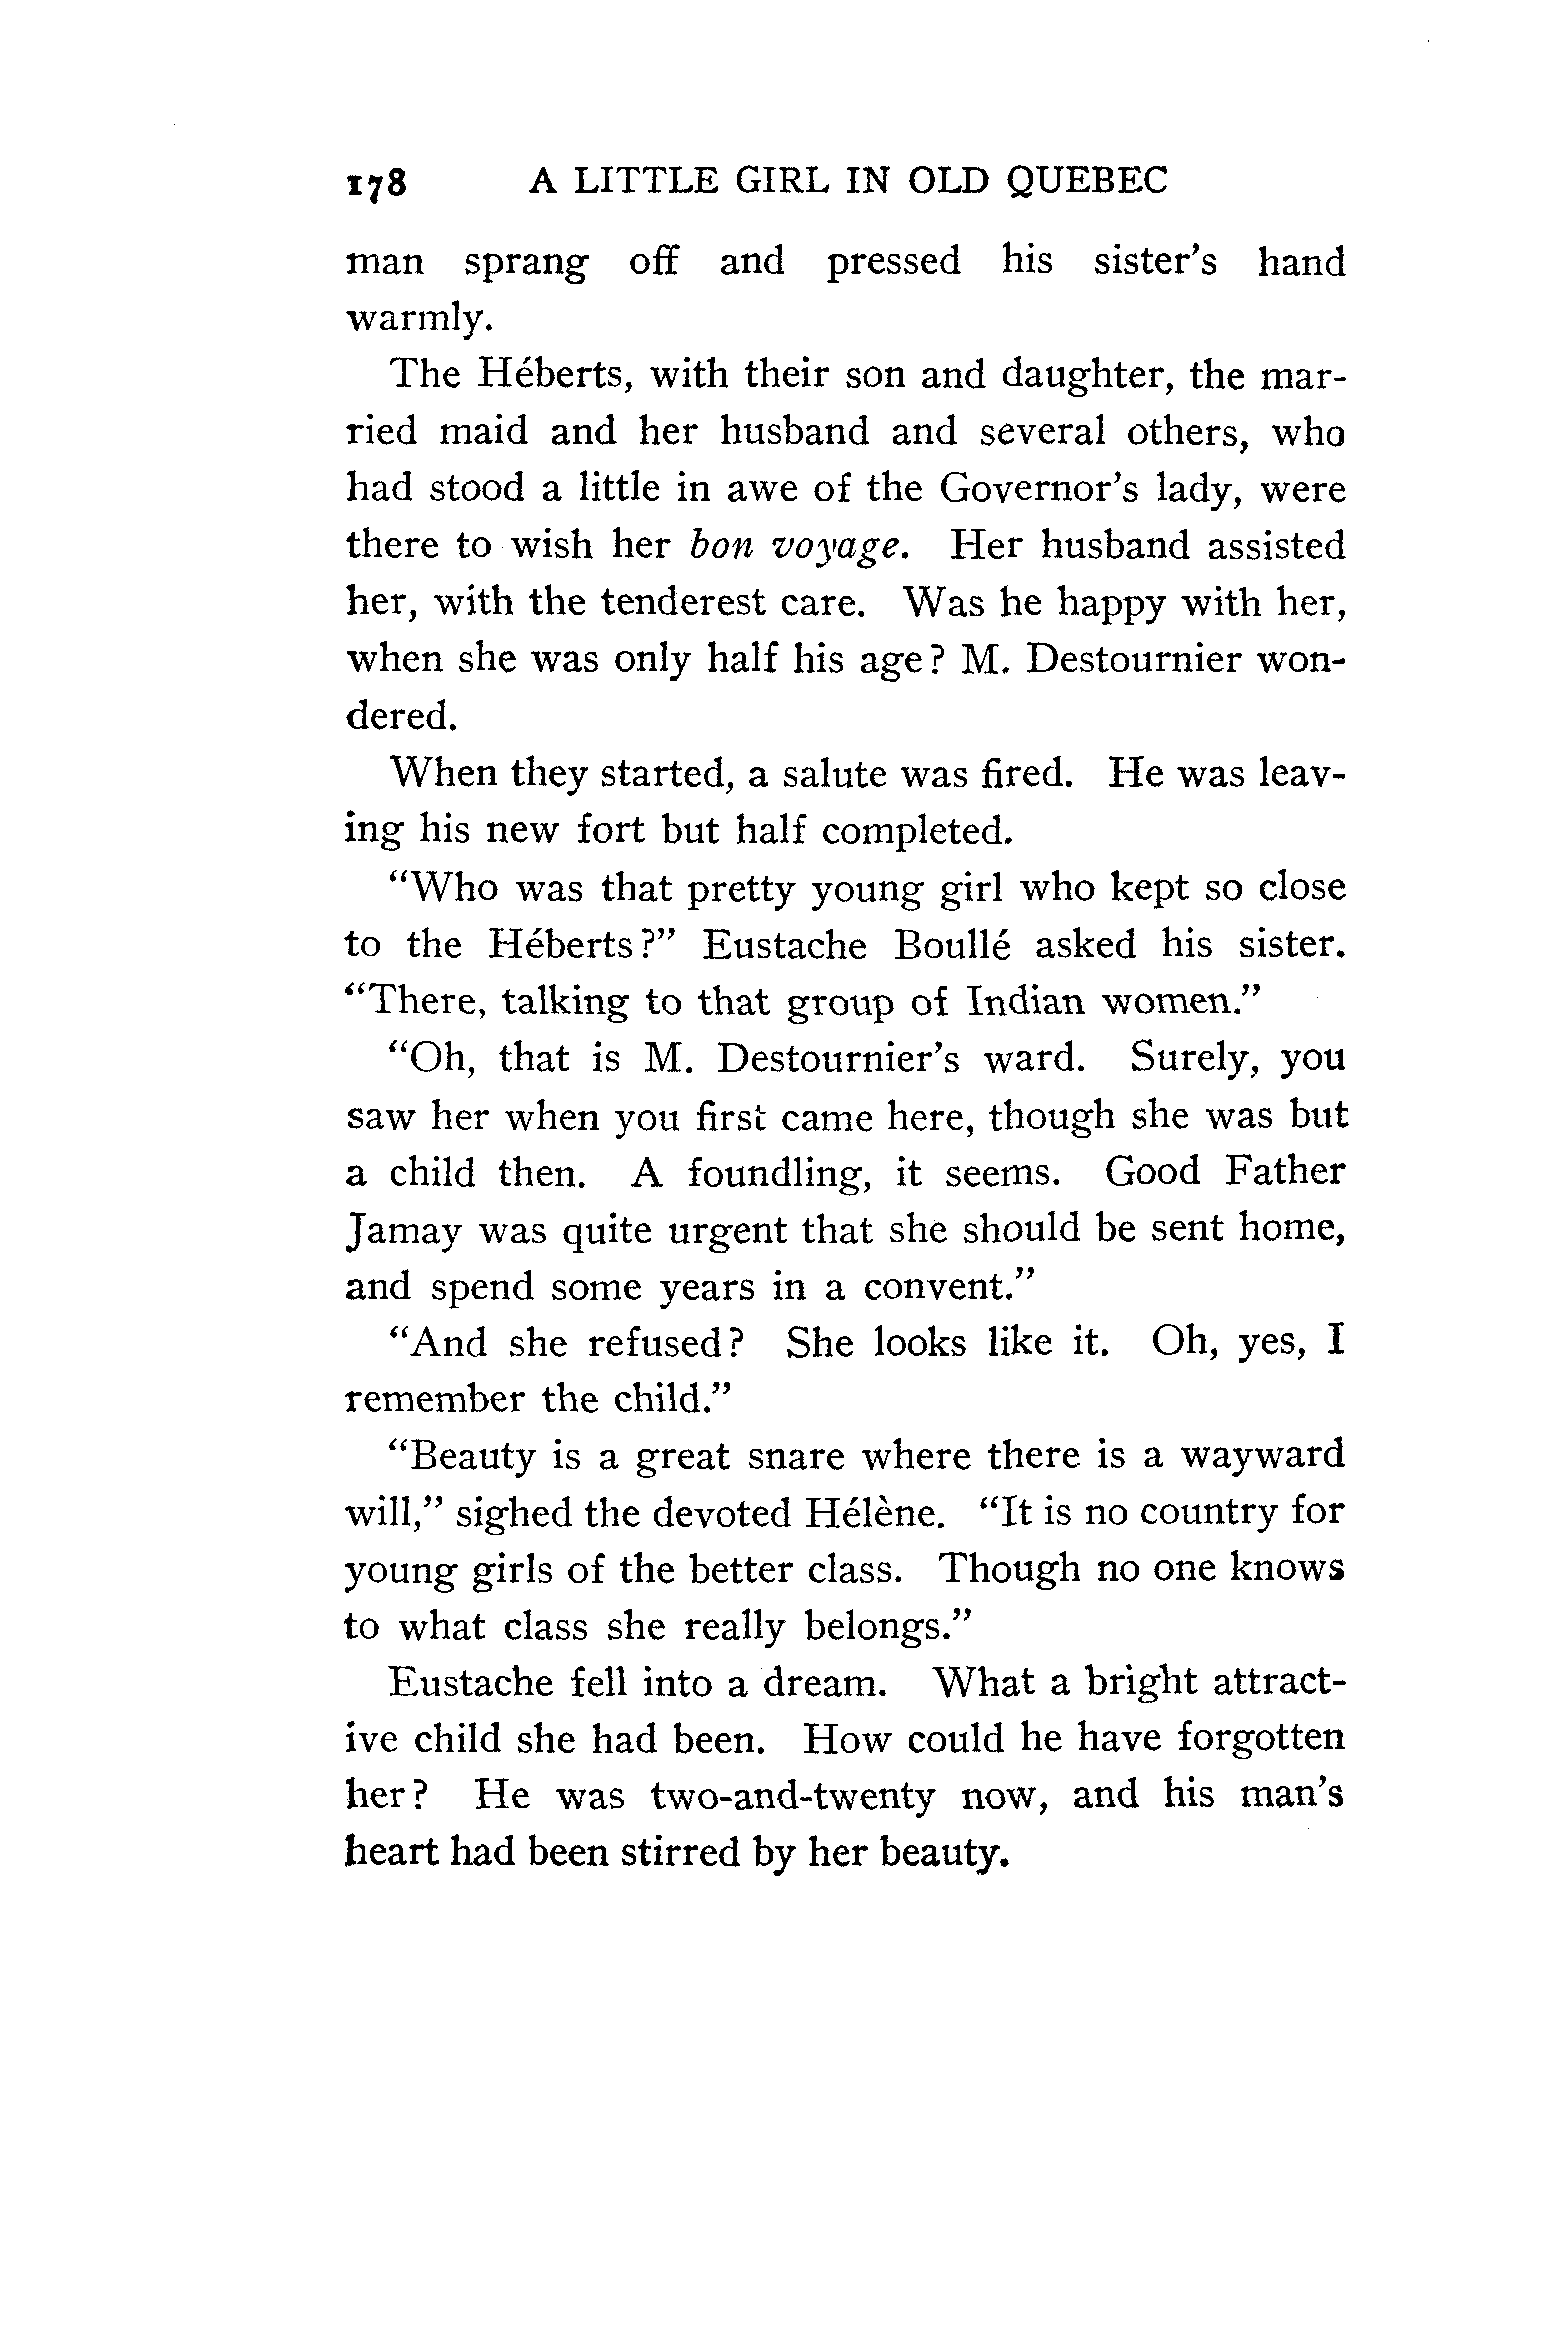 178 A LITTLE GIRL IN OLD QUEBEC
man sprang off and pressed his sister's hand
warmly.
The Héberts, with their son and daughter, the mar-
ried maid and her husband and several others, who
had stood a little in awe of the Governor's lady, were
there to wish her bon voyage. Her husband assisted
her, with the tenderest care. Was he happy with her,
when she was only half his age? M. Destournier won-
dered.
When they started, a salute was fired. He was leav-
ing his new fort but half completed.
"Who was that pretty young girl who kept so close
to the Héberts?" Eustache Boullé asked his sister.
"There, talking to that group of Indian women."
"Oh, that is M. Destournier's ward. Surely, you
saw her when you first came here, though she was but
a child then. A foundling, it seems. Good Father
Jamay was quite urgent that she should be sent home,
and spend some years in a convent."
"And she refused? She looks like it. Oh, yes, I
remember the child."
"Beauty is a great snare where there is a wayward
will," sighed the devoted Hélène. "It is no country for
young girls of the better class. Though no one knows
to what class she really belongs."
Eustache fell into a dream. What a bright attract-
ive child she had been. How could he have forgotten
her? He was two-and-twenty now, and his man's
heart had been stirred by her beauty.